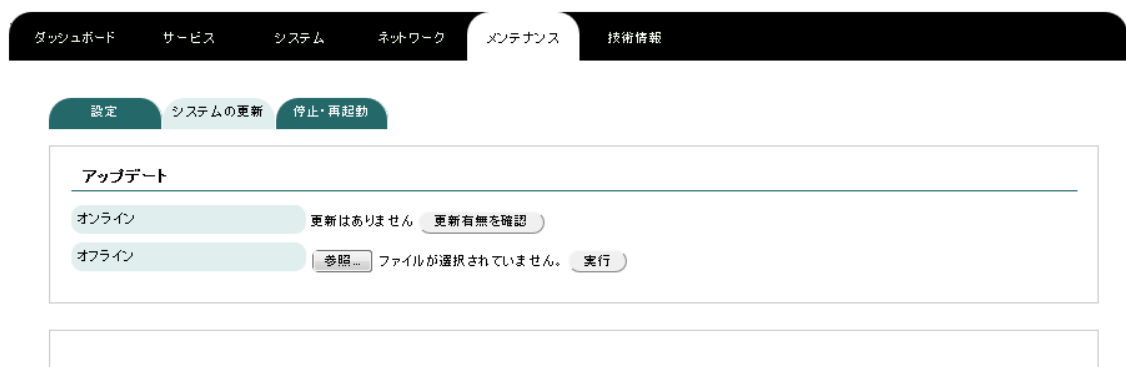 ダッシュボード サービス システム ネットワーク メンテナンス 技術情報
設定 システムの更新 停止・再起動
アップデート
オンライン 更新はありません 更新有無を確認
オフライン 参照... ファイルが選択されていません。 実行